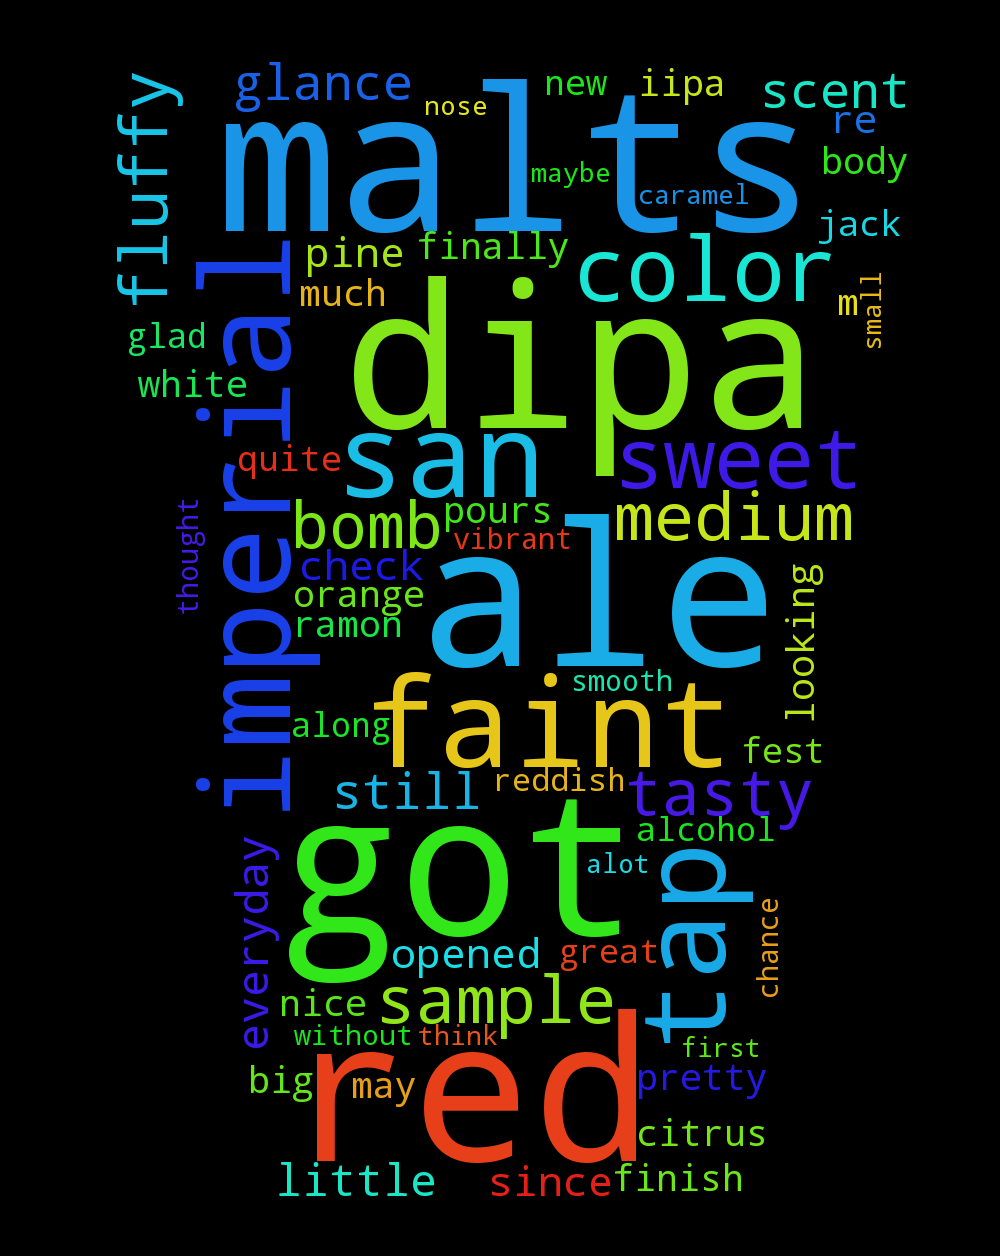 glance
nose
new
iipa
scent
fluffy
malts
re
body
maybe
caramel
jack
pine
finally
color
much
m
small
glad
dipa
white
imperial
quite
san
sweet
thought
bomb
pours
medium
vibrant
check
ale
orange
looking
ramon
smooth
faint
along
fest
still
reddish
tasty
everyday
got
alcohol
alot
tap
chance
opened
great
nice
sample
without
think
first
big
may
red
pretty
citrus
little
since
finish